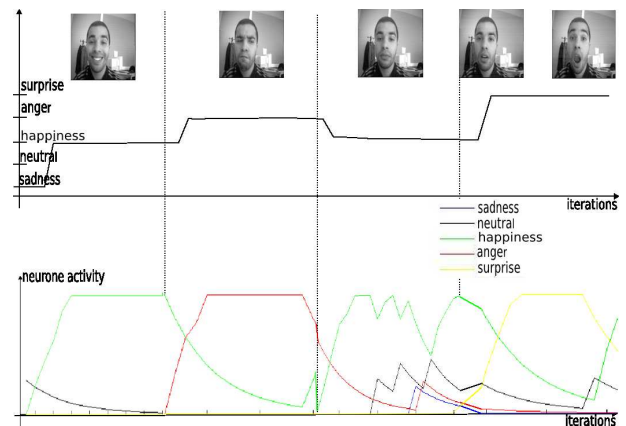 surprise
anger
happiness
neutral
sadness
iterations
sadness
neutral
happiness
anger
surprise
neurone activity
iterations